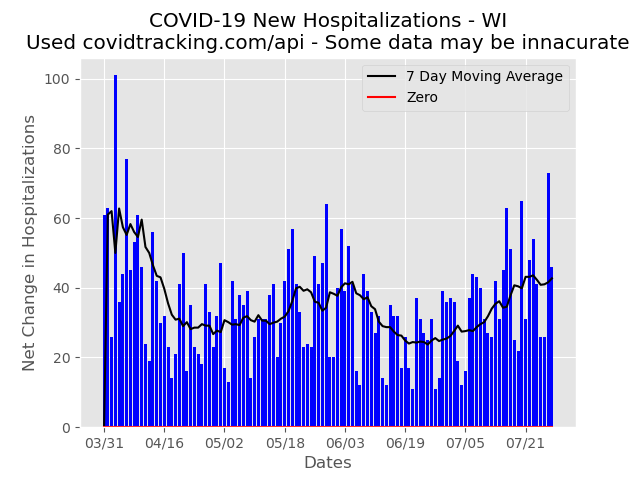 COVID-19 New Hospitalizations - WI
Used covidtracking.com/api - Some data may be innacurate
7 Day Moving Average
Zero
Net Change in Hospitalizations
100
80
60
40
20
0
03/31 04/16 05/02 05/18 06/03 06/19 07/05 07/21
Dates